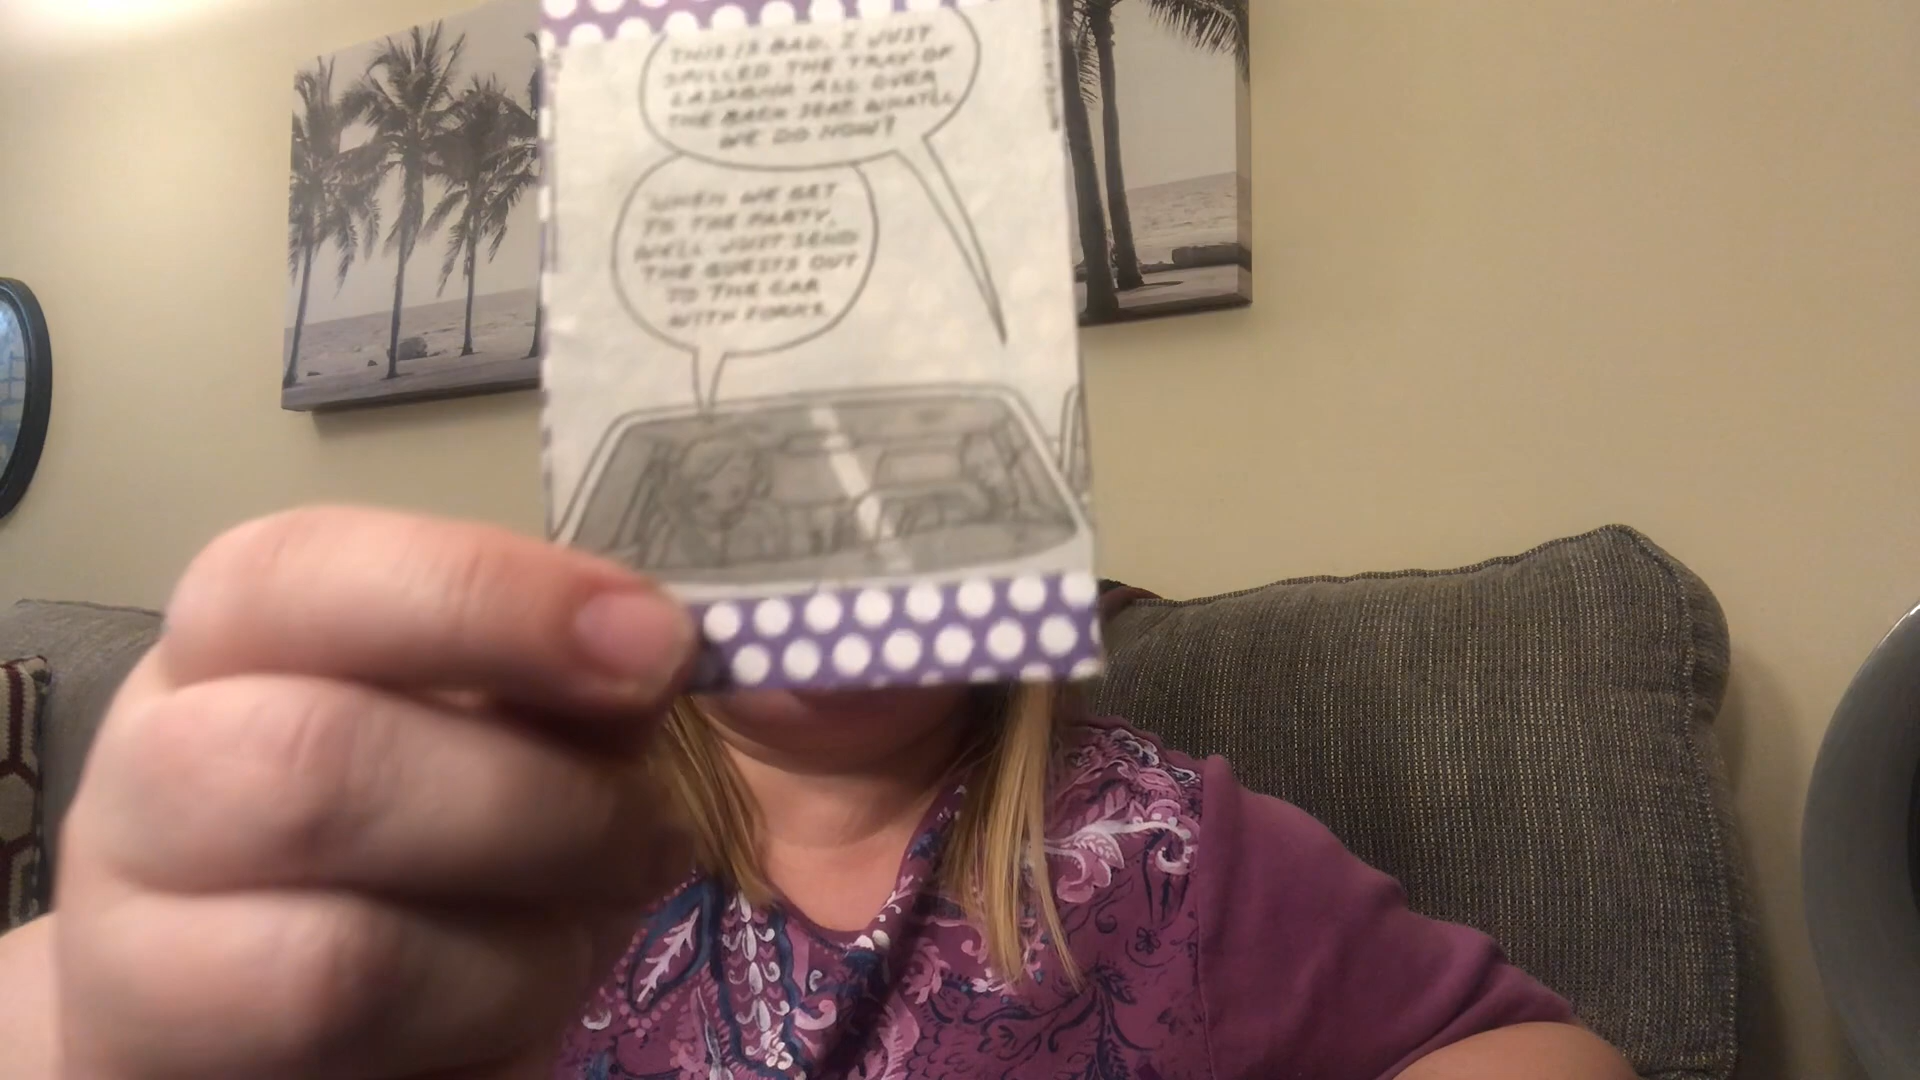 THIS IS BAD. I JUST
SPILLED THE TRAY OF
LASAGNA ALL OVER
THE BACK SEAT. WHAT'LL
WE DO NOW?
WHEN WE GET
TO THE PARTY,
WE'LL JUST SEND
THE GUESTS OUT
TO THE CAR
WITH FORKS.